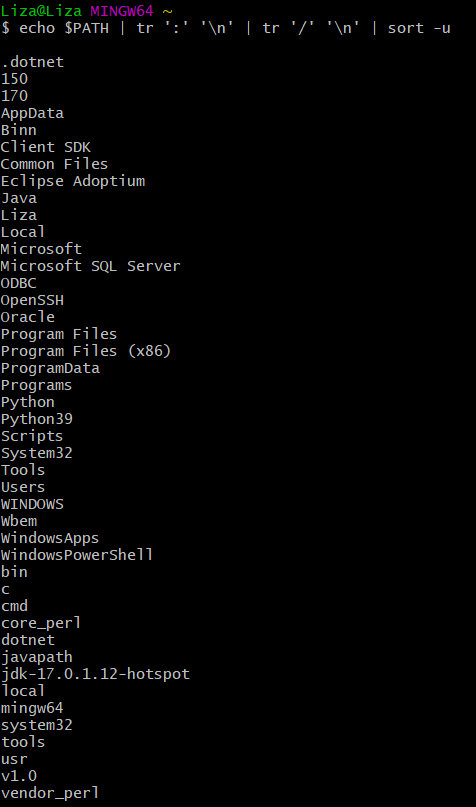 Liza@Liza MINGW64 ~
$ echo $PATH | tr ':' '\n' | tr '/' '\n' | sort -u

.dotnet
150
170
AppData
Binn
Client SDK
Common Files
Eclipse Adoptium
Java
Liza
Local
Microsoft
Microsoft SQL Server
ODBC
OpenSSH
Oracle
Program Files
Program Files (x86)
ProgramData
Programs
Python
Python39
Scripts
System32
Tools
Users
WINDOWS
Wbem
WindowsApps
WindowsPowerShell
bin
c
cmd
core_perl
dotnet
javapath
jdk-17.0.1.12-hotspot
local
mingw64
system32
tools
usr
v1.0
vendor_perl